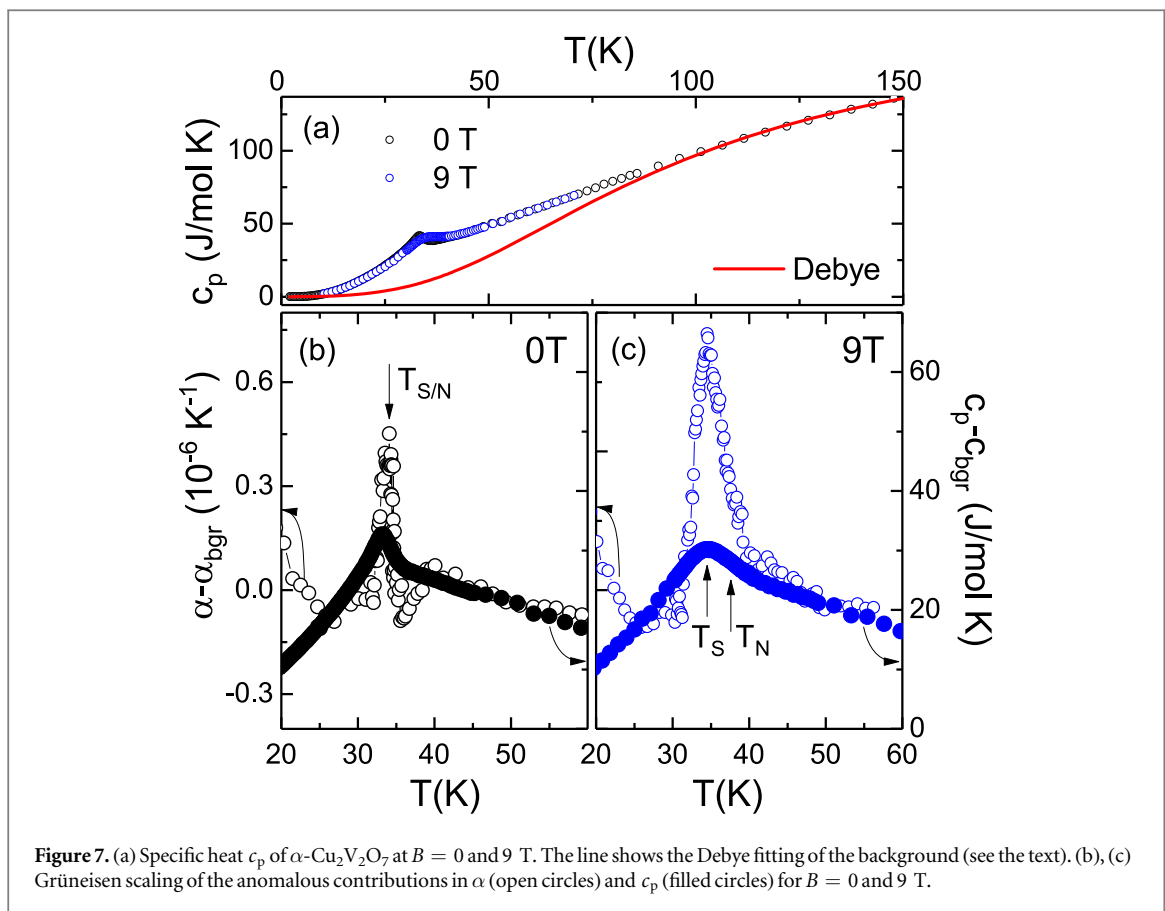 T(K)
0 50 100 150
(a)
0 T
9 T
Debye
100
50
0
c_p (J/mol K)
(b) 0T
T_S/N
0.6
0.3
0.0
-0.3
α-α_bgr (10^-6 K^-1)
20 30 40 50
T(K)
(c) 9T
T_S T_N
60
40
20
0
c_p-c_bgr (J/mol K)
20 30 40 50 60
T(K)
Figure 7. (a) Specific heat c_p of α-Cu₂V₂O₇ at B = 0 and 9 T. The line shows the Debye fitting of the background (see the text). (b), (c)
Grüneisen scaling of the anomalous contributions in α (open circles) and c_p (filled circles) for B = 0 and 9 T.